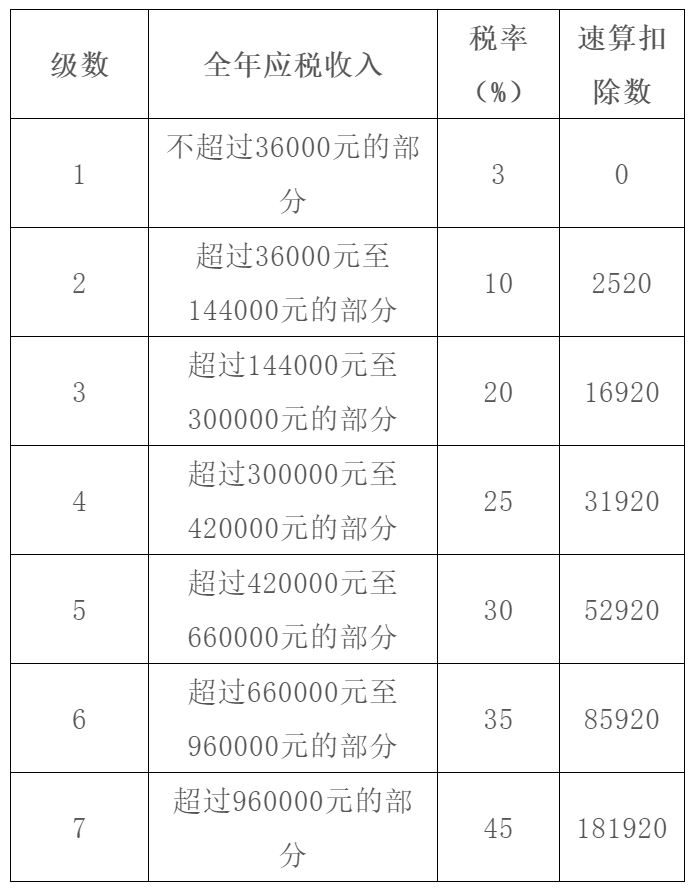 级数
全年应税收入
税率
（%）
速算扣
除数
1
不超过36000元的部
分
3
0
2
超过36000元至
144000元的部分
10
2520
3
超过144000元至
300000元的部分
20
16920
4
超过300000元至
420000元的部分
25
31920
5
超过420000元至
660000元的部分
30
52920
6
超过660000元至
960000元的部分
35
85920
7
超过960000元的部
分
45
181920